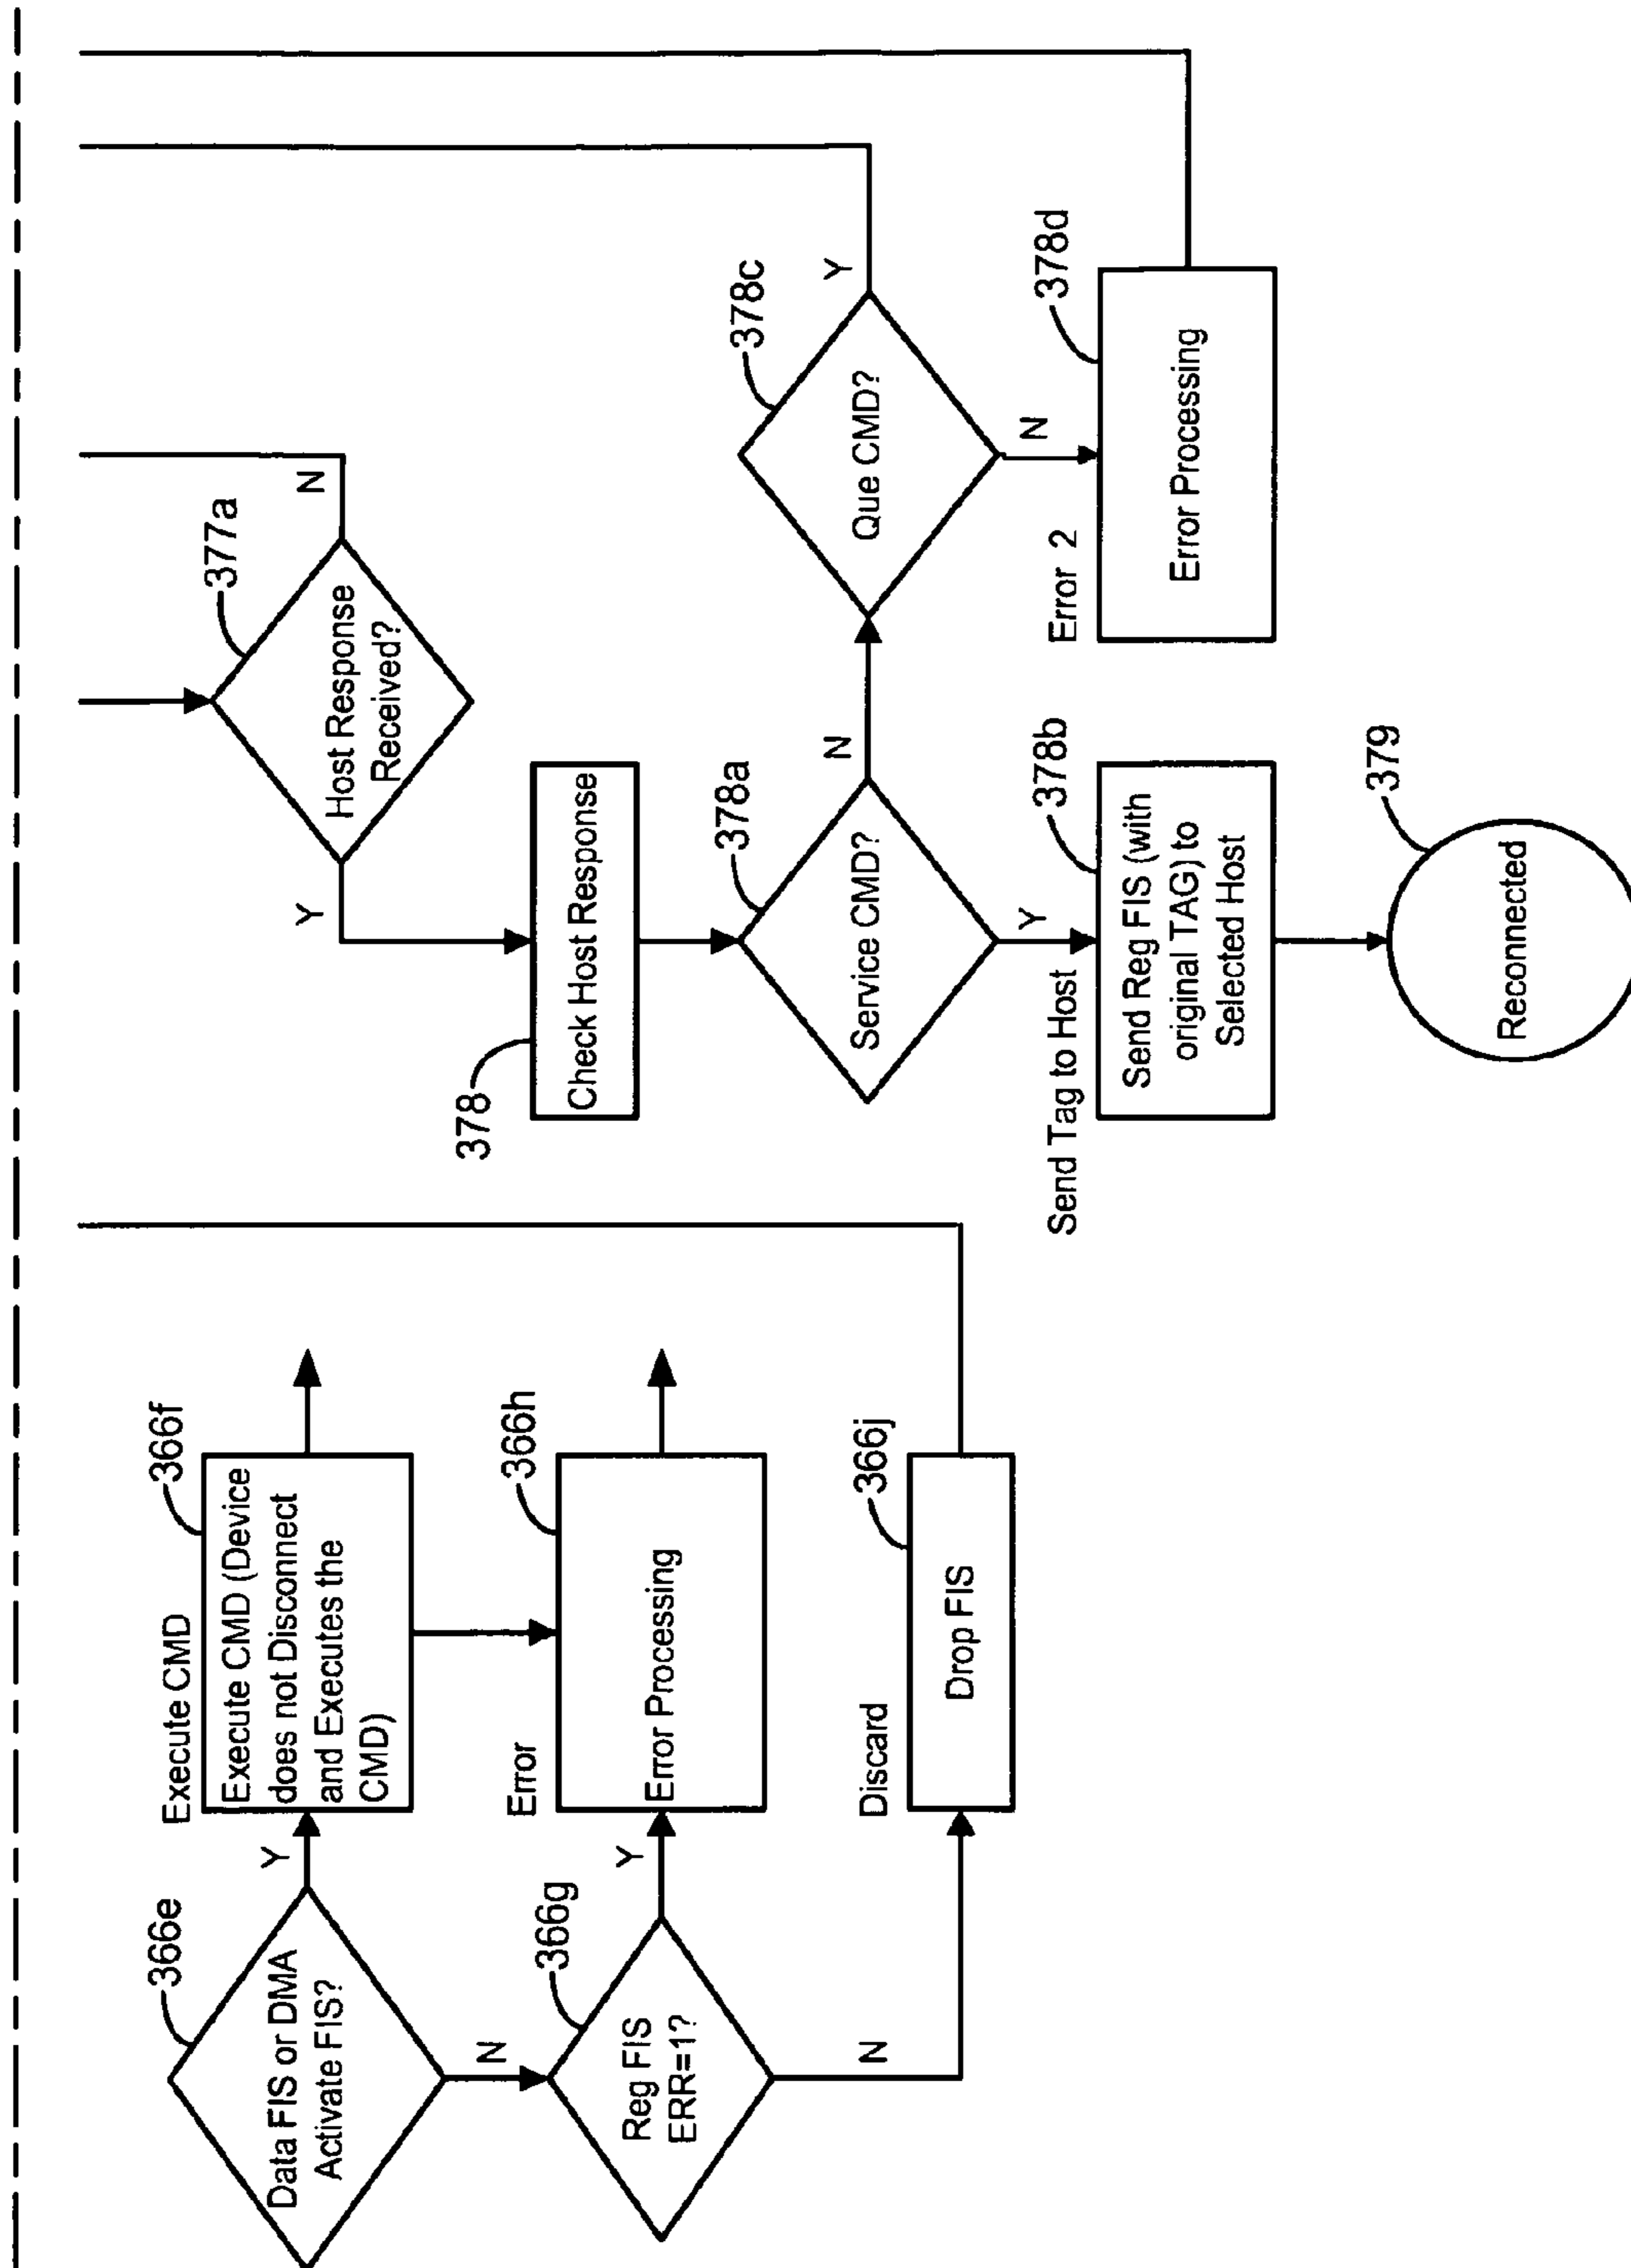 366e
Data FIS or DMA
Activate FIS?
Y
N
Execute CMD
366f
Execute CMD (Device
does not Disconnect
and Executes the
CMD)
366g
Reg FIS
ERR=1?
Y
N
Error
366h
Error Processing
Discard
366j
Drop FIS
377a
Host Response
Received?
Y
N
378
Check Host Response
378a
Service CMD?
N
Y
378c
Que CMD?
Y
N
Send Tag to Host
378b
Send Reg FIS (with
original TAG) to
Selected Host
Error 2
378d
Error Processing
379
Reconnected